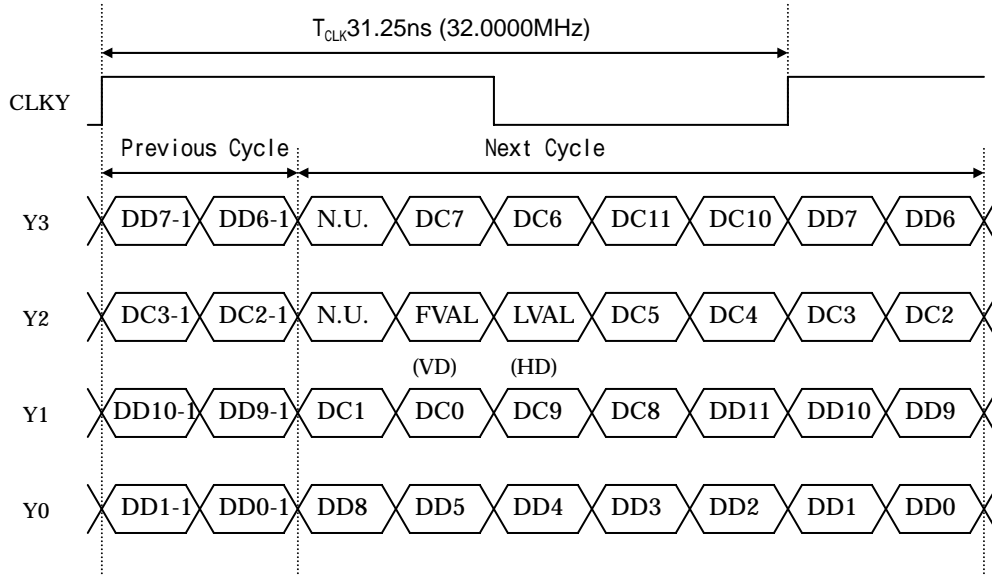 T_CLK31.25ns (32.0000MHz)
CLKY
Previous Cycle Next Cycle
Y3 DD7-1 DD6-1 N.U. DC7 DC6 DC11 DC10 DD7 DD6
Y2 DC3-1 DC2-1 N.U. FVAL LVAL DC5 DC4 DC3 DC2
(VD) (HD)
Y1 DD10-1 DD9-1 DC1 DC0 DC9 DC8 DD11 DD10 DD9
Y0 DD1-1 DD0-1 DD8 DD5 DD4 DD3 DD2 DD1 DD0